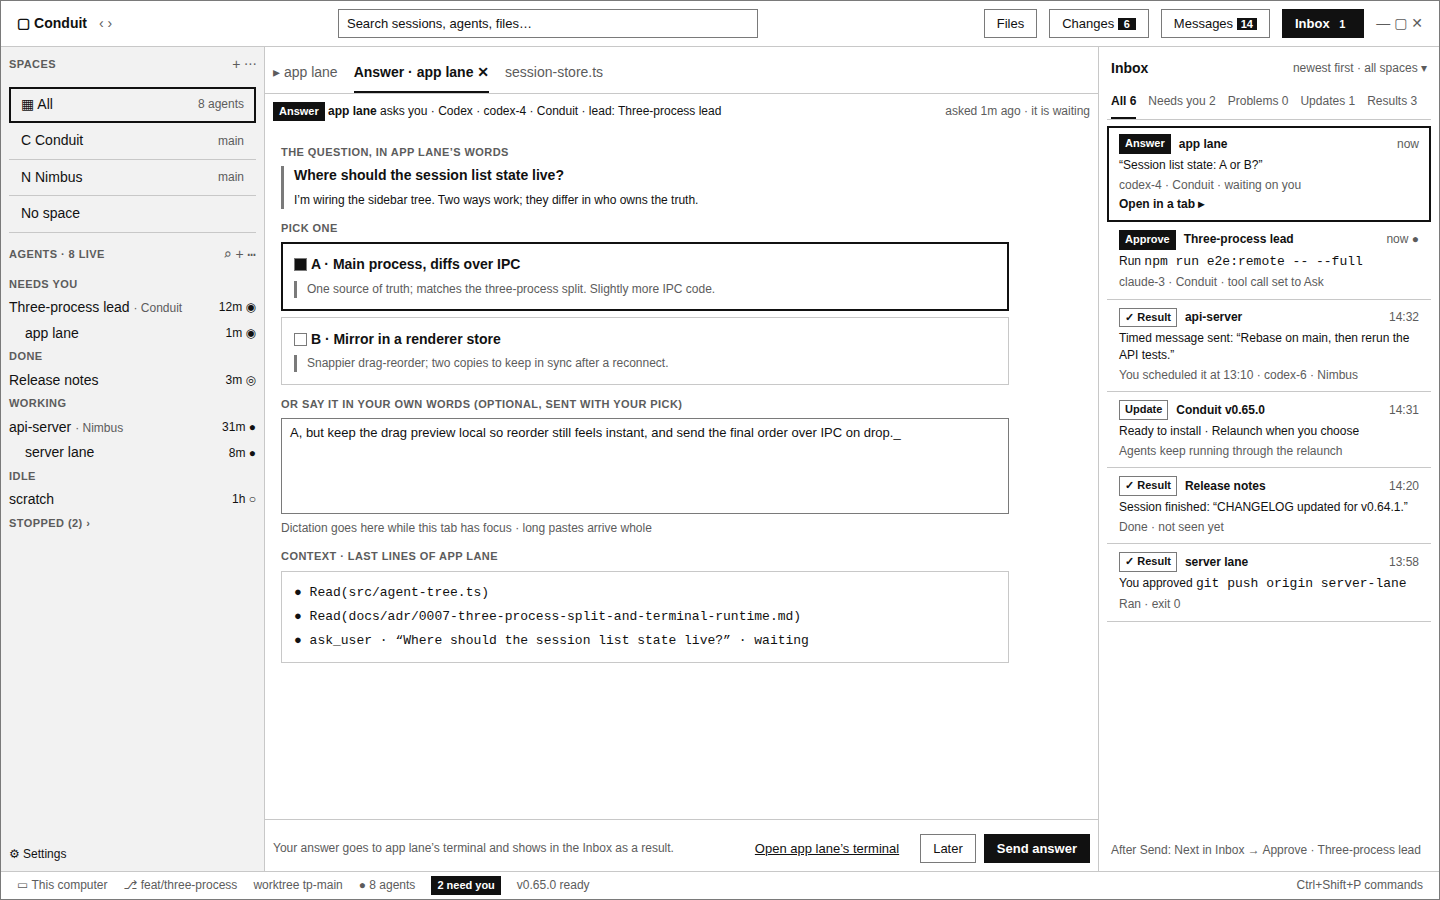 ▢ Conduit ‹ ›
Search sessions, agents, files…
Files
Changes 6
Messages 14
Inbox 1
— ▢ ✕
SPACES + ⋯
▦ All 8 agents
C Conduit main
N Nimbus main
No space
AGENTS · 8 LIVE ⌕ + ⋯
NEEDS YOU
Three-process lead · Conduit 12m ◉
app lane 1m ◉
DONE
Release notes 3m ◎
WORKING
api-server · Nimbus 31m ●
server lane 8m ●
IDLE
scratch 1h ○
STOPPED (2) ›
⚙ Settings
▸ app lane
Answer · app lane ✕
session-store.ts
Answer app lane asks you · Codex · codex-4 · Conduit · lead: Three-process lead
asked 1m ago · it is waiting
THE QUESTION, IN APP LANE’S WORDS
Where should the session list state live?
I’m wiring the sidebar tree. Two ways work; they differ in who owns the truth.
PICK ONE
A · Main process, diffs over IPC
One source of truth; matches the three-process split. Slightly more IPC code.
B · Mirror in a renderer store
Snappier drag-reorder; two copies to keep in sync after a reconnect.
OR SAY IT IN YOUR OWN WORDS (OPTIONAL, SENT WITH YOUR PICK)
A, but keep the drag preview local so reorder still feels instant, and send the final order over IPC on drop._
Dictation goes here while this tab has focus · long pastes arrive whole
CONTEXT · LAST LINES OF APP LANE
● Read(src/agent-tree.ts)
● Read(docs/adr/0007-three-process-split-and-terminal-runtime.md)
● ask_user · “Where should the session list state live?” · waiting
Your answer goes to app lane’s terminal and shows in the Inbox as a result.
Open app lane’s terminal
Later
Send answer
Inbox
newest first · all spaces ▾
All 6 Needs you 2 Problems 0 Updates 1 Results 3
Answer app lane now
“Session list state: A or B?”
codex-4 · Conduit · waiting on you
Open in a tab ▸
Approve Three-process lead now ●
Run npm run e2e:remote -- --full
claude-3 · Conduit · tool call set to Ask
✓ Result api-server 14:32
Timed message sent: “Rebase on main, then rerun the
API tests.”
You scheduled it at 13:10 · codex-6 · Nimbus
Update Conduit v0.65.0 14:31
Ready to install · Relaunch when you choose
Agents keep running through the relaunch
✓ Result Release notes 14:20
Session finished: “CHANGELOG updated for v0.64.1.”
Done · not seen yet
✓ Result server lane 13:58
You approved git push origin server-lane
Ran · exit 0
After Send: Next in Inbox → Approve · Three-process lead
▭ This computer
⎇ feat/three-process
worktree tp-main
● 8 agents
2 need you
v0.65.0 ready
Ctrl+Shift+P commands